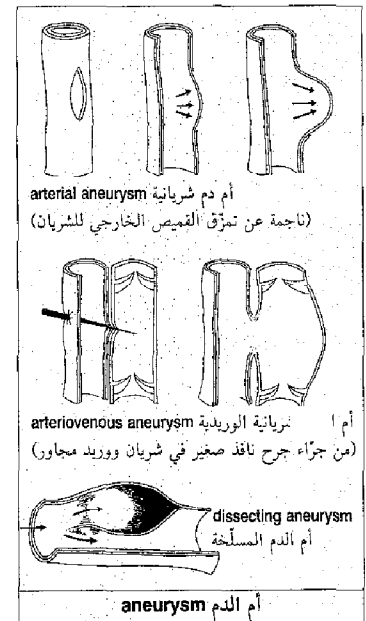 أم دم شريانية arterial aneurysm
(ناجمة عن تمزّق القميص الخارجي للشريان)
أم ا شريانية الوريدية arteriovenous aneurysm
(من جرّاء جرح نافذ صغير في شريان ووريد مجاور)
dissecting aneurysm
أم الدم المسلّخة
أم الدم aneurysm